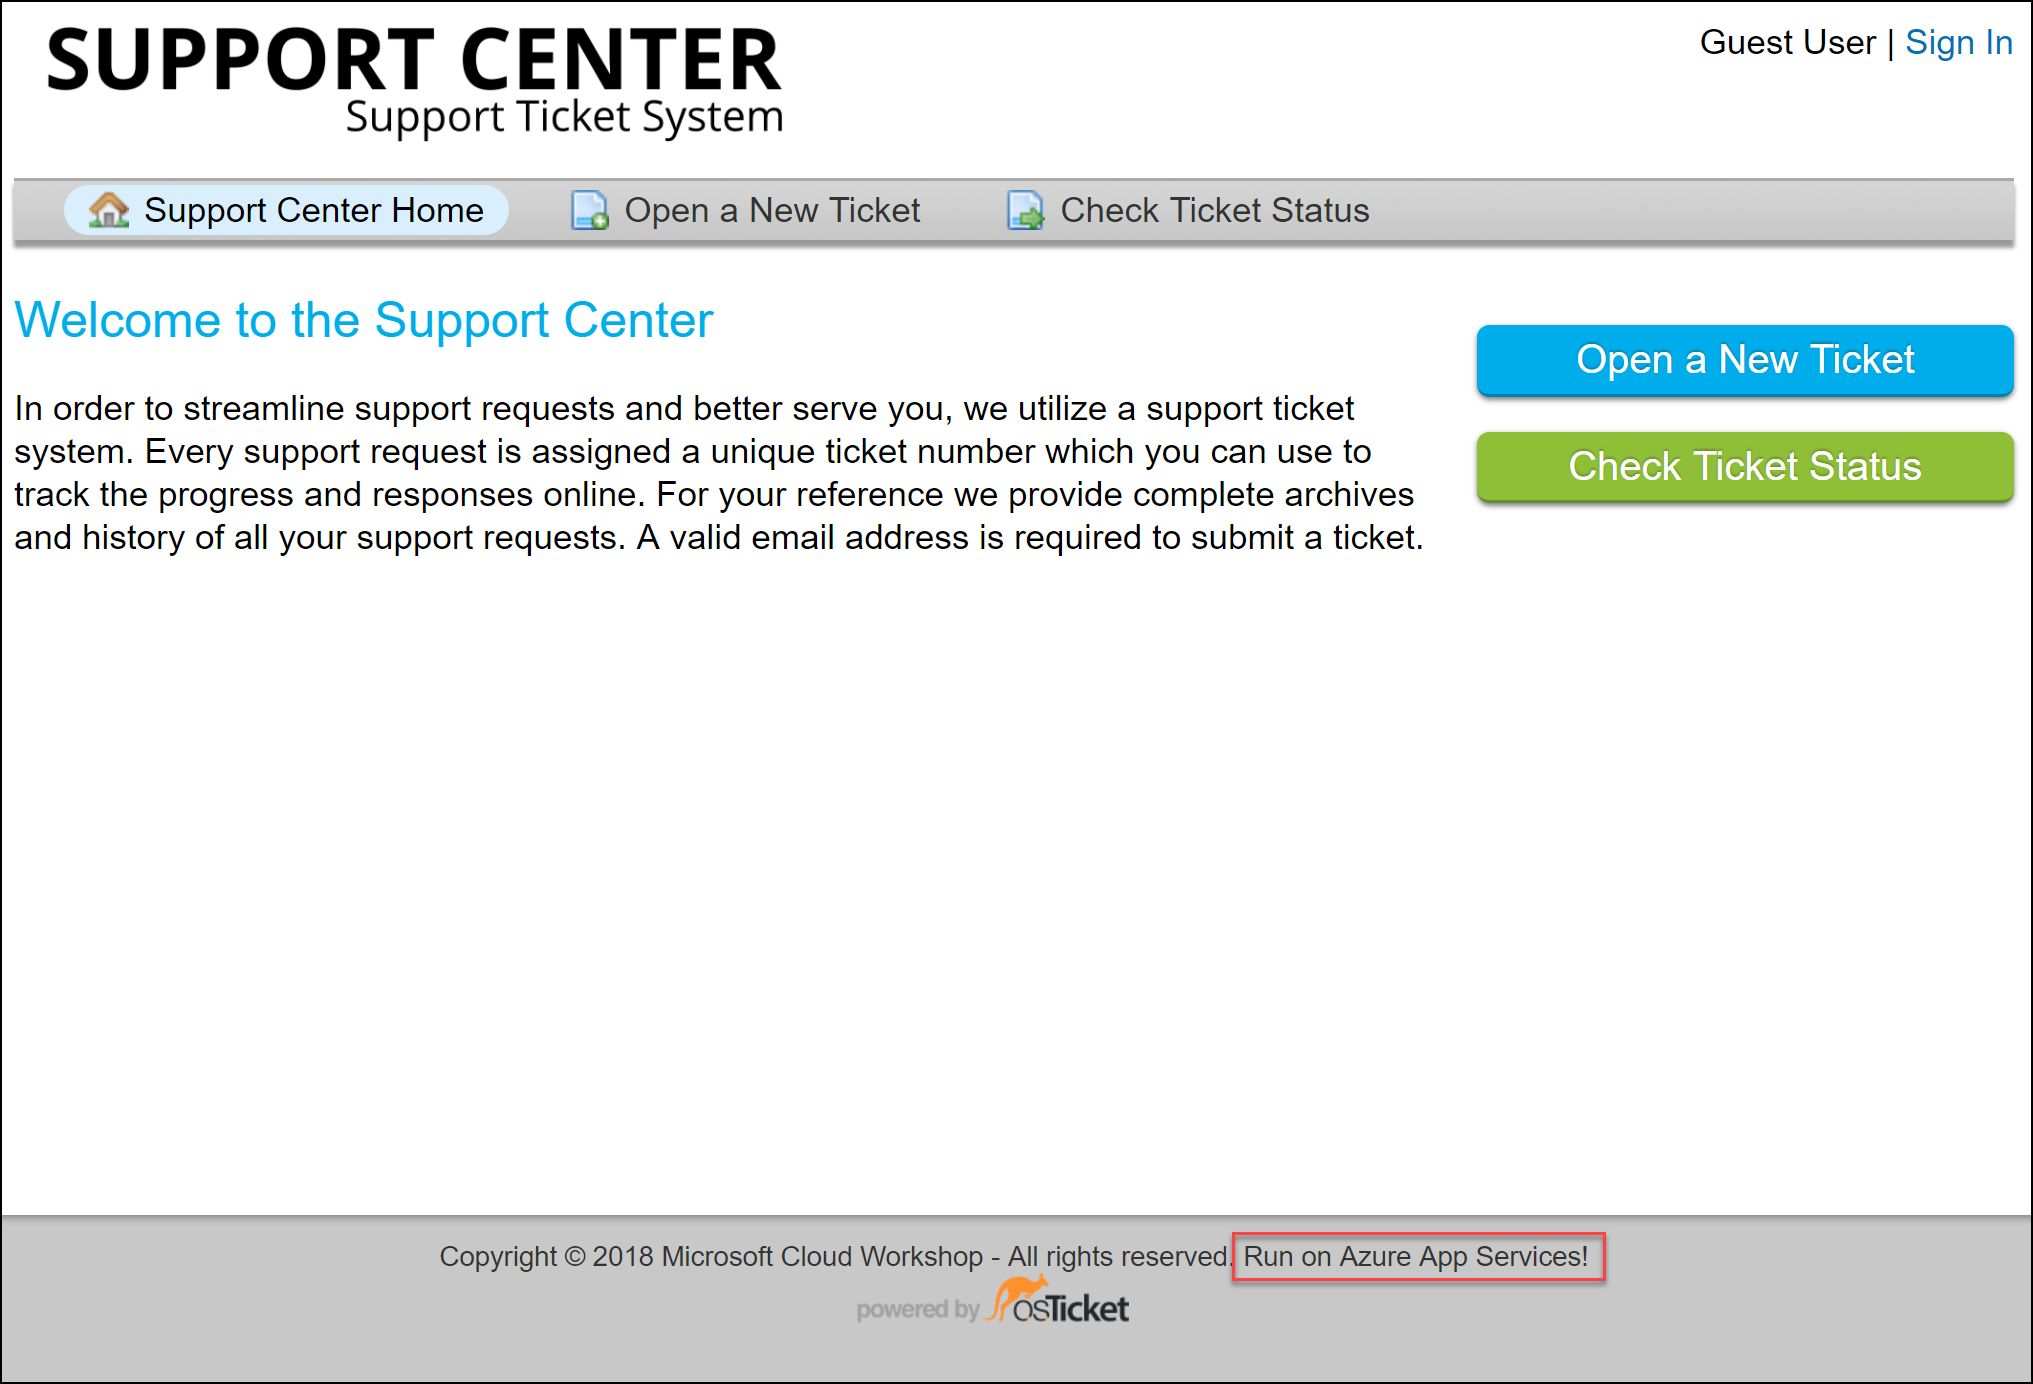 SUPPORT CENTER
Support Ticket System
Guest User | Sign In
Support Center Home
Open a New Ticket
Check Ticket Status
Welcome to the Support Center
In order to streamline support requests and better serve you, we utilize a support ticket
system. Every support request is assigned a unique ticket number which you can use to
track the progress and responses online. For your reference we provide complete archives
and history of all your support requests. A valid email address is required to submit a ticket.
Open a New Ticket
Check Ticket Status
Copyright © 2018 Microsoft Cloud Workshop - All rights reserved. Run on Azure App Services!
powered by osTicket